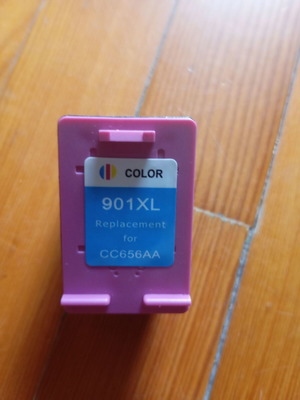 COLOR
901XL
Replacement
for
CC656AA